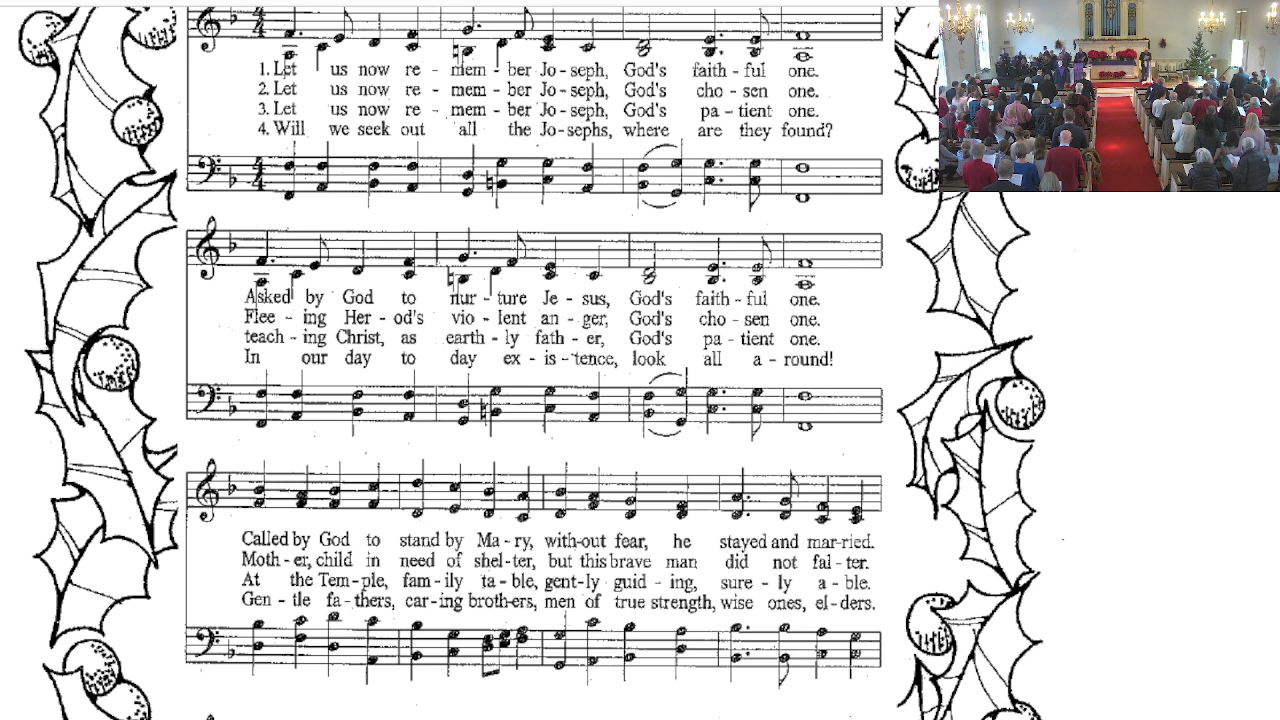 1. Let us now re - mem - ber Jo - seph, God's faith - ful one.
2. Let us now re - mem - ber Jo - seph, God's cho - sen one.
3. Let us now re - mem - ber Jo - seph, God's pa - tient one.
4. Will we seek out all the Jo - sephs, where are they found?
Asked by God to nur - ture Je - sus, God's faith - ful one.
Flee - ing Her - od's vio - lent an - ger, God's cho - sen one.
teach - ing Christ, as earth - ly fath - er, God's pa - tient one.
In our day to day ex - is - tence, look all a - round!
Called by God to stand by Ma - ry, with-out fear, he stayed and mar-ried.
Moth - er, child in need of shel - ter, but this brave man did not fal - ter.
At the Tem - ple, fam - ily ta - ble, gent - ly guid - ing, sure - ly a - ble.
Gen - tle fa - thers, car - ing broth-ers, men of true strength, wise ones, el - ders.